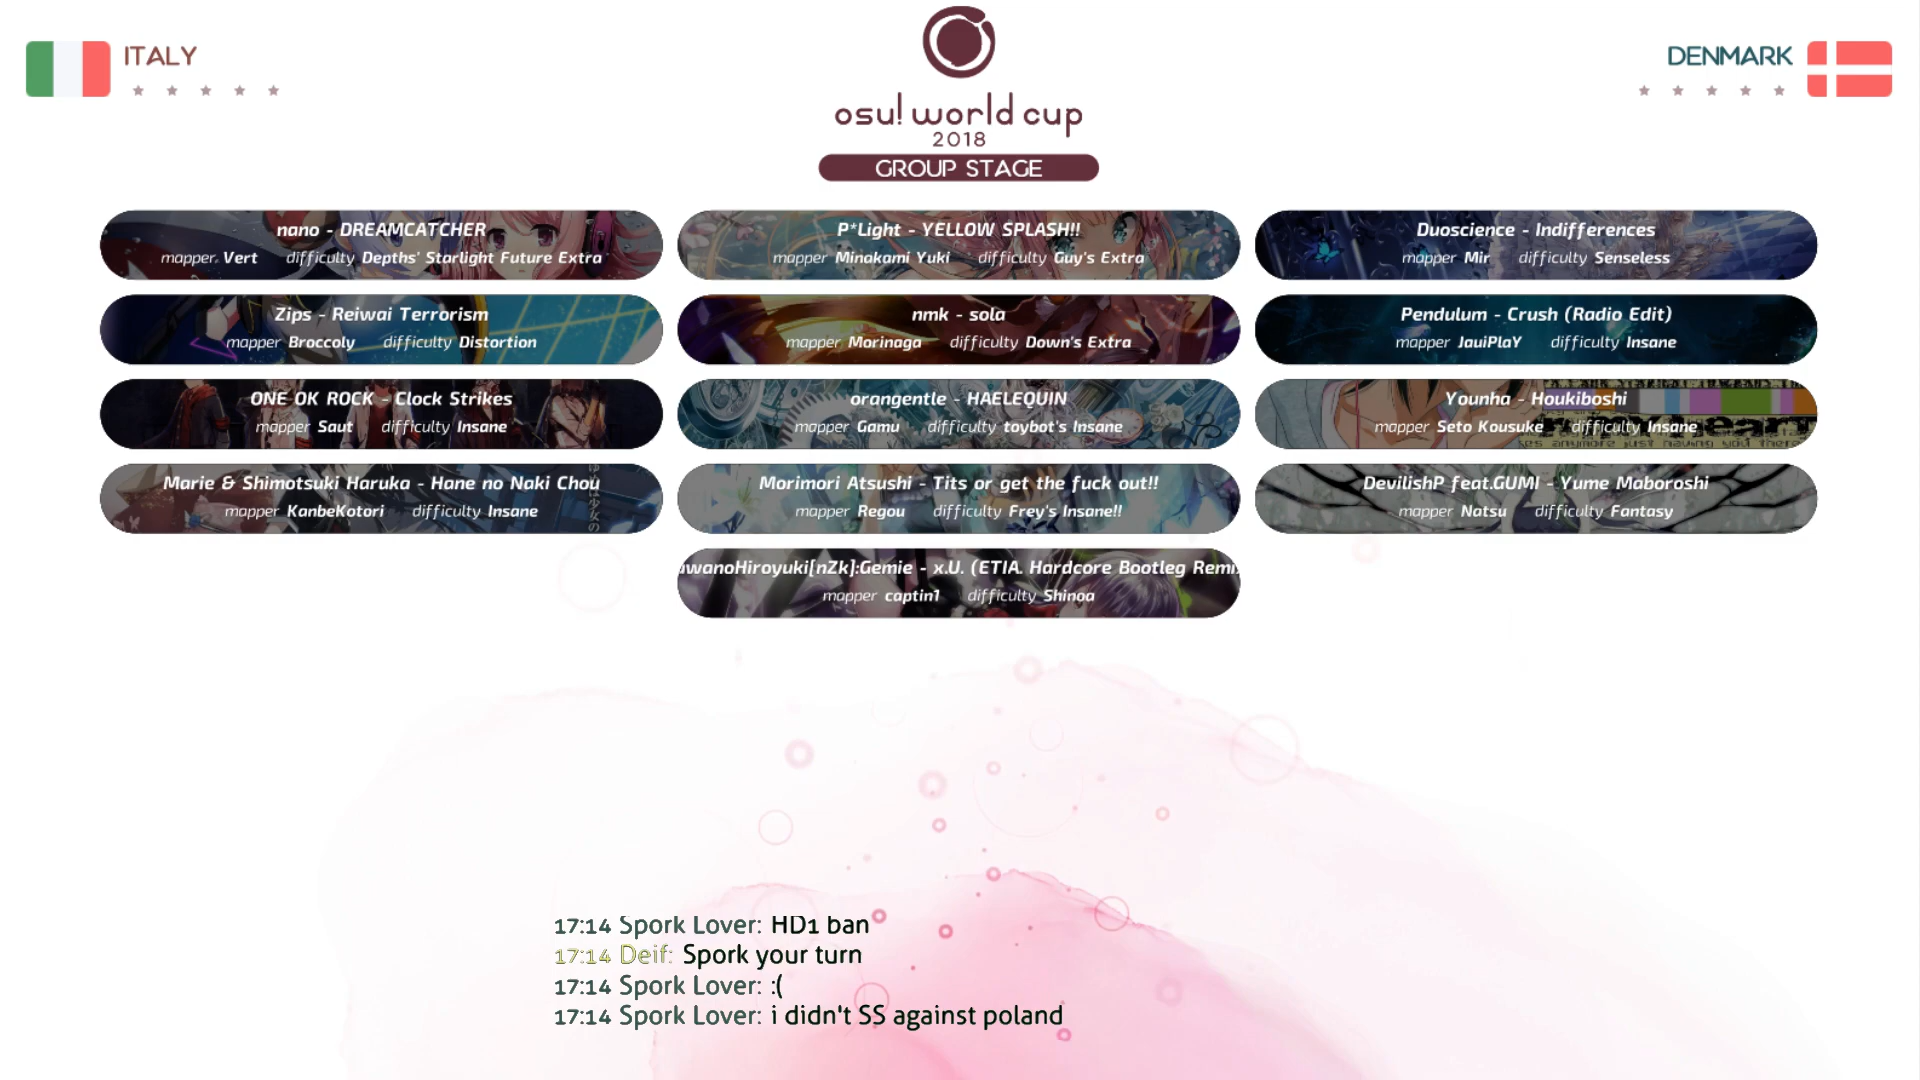 ITALY
DENMARK
osu! world cup
2018
GROUP STAGE
nano - DREAMCATCHER
mapper Vert difficulty Depths' Starlight Future Extra
P*Light - YELLOW SPLASH!!
mapper Minakami Yuki difficulty Guy's Extra
Duoscience - Indifferences
mapper Mir difficulty Senseless
Zips - Reiwai Terrorism
mapper Broccoly difficulty Distortion
nmk - sola
mapper Morinaga difficulty Down's Extra
Pendulum - Crush (Radio Edit)
mapper JauiPlaY difficulty Insane
ONE OK ROCK - Clock Strikes
mapper Saut difficulty Insane
orangentle - HAELEQUIN
mapper Gamu difficulty toybot's Insane
Younha - Houkiboshi
mapper Seto Kousuke difficulty Insane
anymore just having you there
Marie & Shimotsuki Haruka - Hane no Naki Chou
mapper KanbeKotori difficulty Insane
Morimori Atsushi - Tits or get the fuck out!!
mapper Regou difficulty Frey's Insane!!
DevilishP feat.GUMI - Yume Maboroshi
mapper Natsu difficulty Fantasy
wanoHiroyuki[nZk]:Gemie - x.U. (ETIA. Hardcore Bootleg Remi
mapper captin1 difficulty Shinoa
17:14 Spork Lover: HD1 ban
17:14 Deif: Spork your turn
17:14 Spork Lover: :(
17:14 Spork Lover: i didn't SS against poland